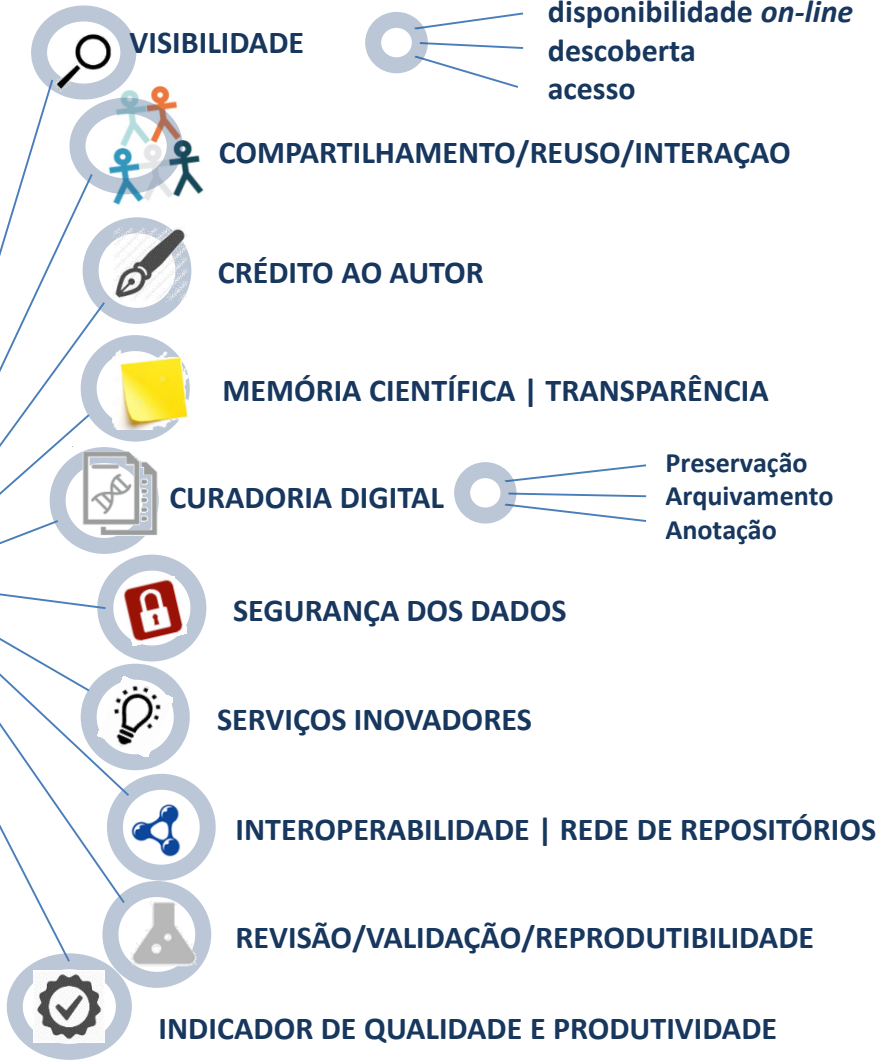 disponibilidade on-line
VISIBILIDADE
descoberta
acesso
COMPARTILHAMENTO/REUSO/INTERAÇAO
CRÉDITO AO AUTOR
MEMÓRIA CIENTÍFICA | TRANSPARÊNCIA
Preservação
CURADORIA DIGITAL
Arquivamento
Anotação
SEGURANÇA DOS DADOS
SERVIÇOS INOVADORES
INTEROPERABILIDADE | REDE DE REPOSITÓRIOS
REVISÃO/VALIDAÇÃO/REPRODUTIBILIDADE
INDICADOR DE QUALIDADE E PRODUTIVIDADE